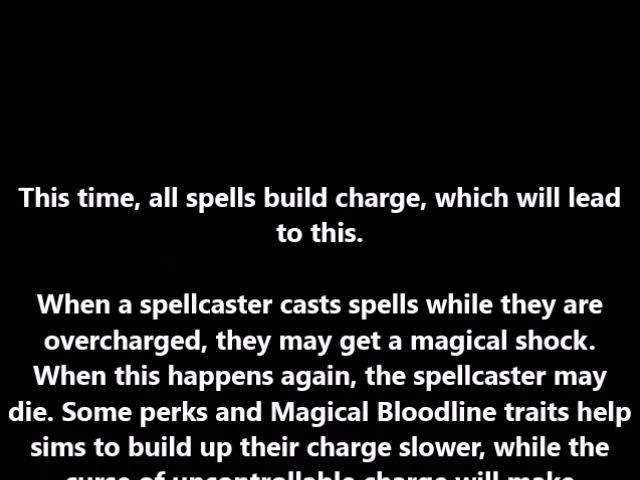 This time, all spells build charge, which will lead
to this.
When a spellcaster casts spells while they are
overcharged, they may get a magical shock.
When this happens again, the spellcaster may
die. Some perks and Magical Bloodline traits help
sims to build up their charge slower, while the
curse of uncontrollable charge will make